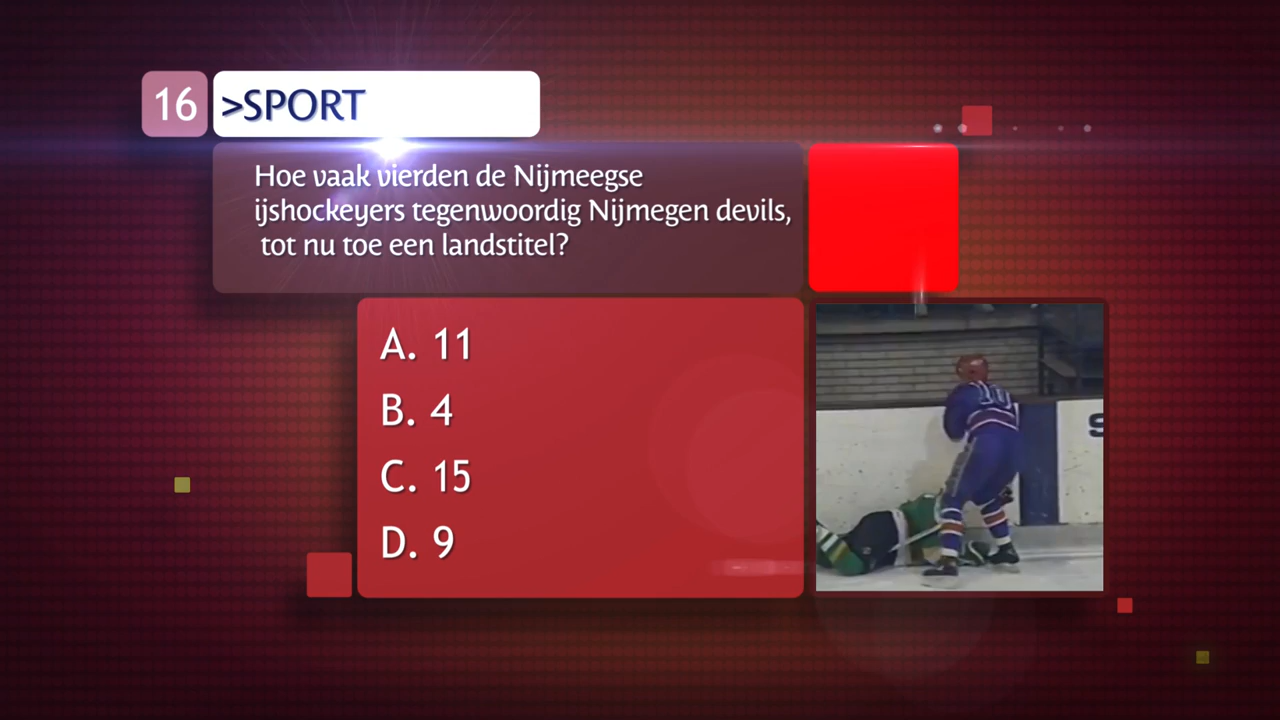 16 >SPORT
Hoe vaak vierden de Nijmeegse
ijshockeyers tegenwoordig Nijmegen devils,
tot nu toe een landstitel?
A. 11
B. 4
C. 15
D. 9
10
S